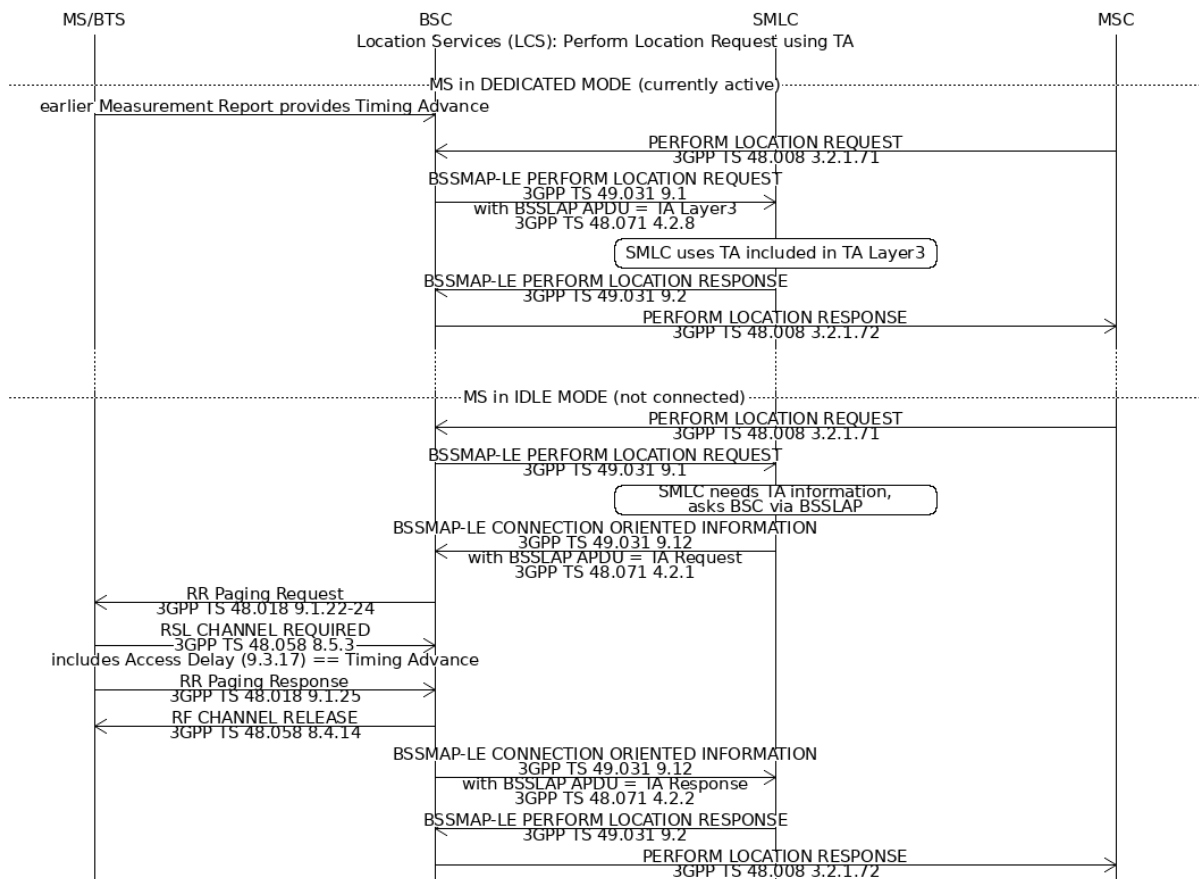 MS/BTS BSC SMLC MSC
Location Services (LCS): Perform Location Request using TA
MS in DEDICATED MODE (currently active)
earlier Measurement Report provides Timing Advance
PERFORM LOCATION REQUEST
3GPP TS 48.008 3.2.1.71
BSSMAP-LE PERFORM LOCATION REQUEST
3GPP TS 49.031 9.1
with BSSLAP APDU = TA Layer3
3GPP TS 48.071 4.2.8
SMLC uses TA included in TA Layer3
BSSMAP-LE PERFORM LOCATION RESPONSE
3GPP TS 49.031 9.2
PERFORM LOCATION RESPONSE
3GPP TS 48.008 3.2.1.72
MS in IDLE MODE (not connected)
PERFORM LOCATION REQUEST
3GPP TS 48.008 3.2.1.71
BSSMAP-LE PERFORM LOCATION REQUEST
3GPP TS 49.031 9.1
SMLC needs TA information,
asks BSC via BSSLAP
BSSMAP-LE CONNECTION ORIENTED INFORMATION
3GPP TS 49.031 9.12
with BSSLAP APDU = TA Request
3GPP TS 48.071 4.2.1
RR Paging Request
3GPP TS 48.018 9.1.22-24
RSL CHANNEL REQUIRED
3GPP TS 48.058 8.5.3
includes Access Delay (9.3.17) == Timing Advance
RR Paging Response
3GPP TS 48.018 9.1.25
RF CHANNEL RELEASE
3GPP TS 48.058 8.4.14
BSSMAP-LE CONNECTION ORIENTED INFORMATION
3GPP TS 49.031 9.12
with BSSLAP APDU = TA Response
3GPP TS 48.071 4.2.2
BSSMAP-LE PERFORM LOCATION RESPONSE
3GPP TS 49.031 9.2
PERFORM LOCATION RESPONSE
3GPP TS 48.008 3.2.1.72